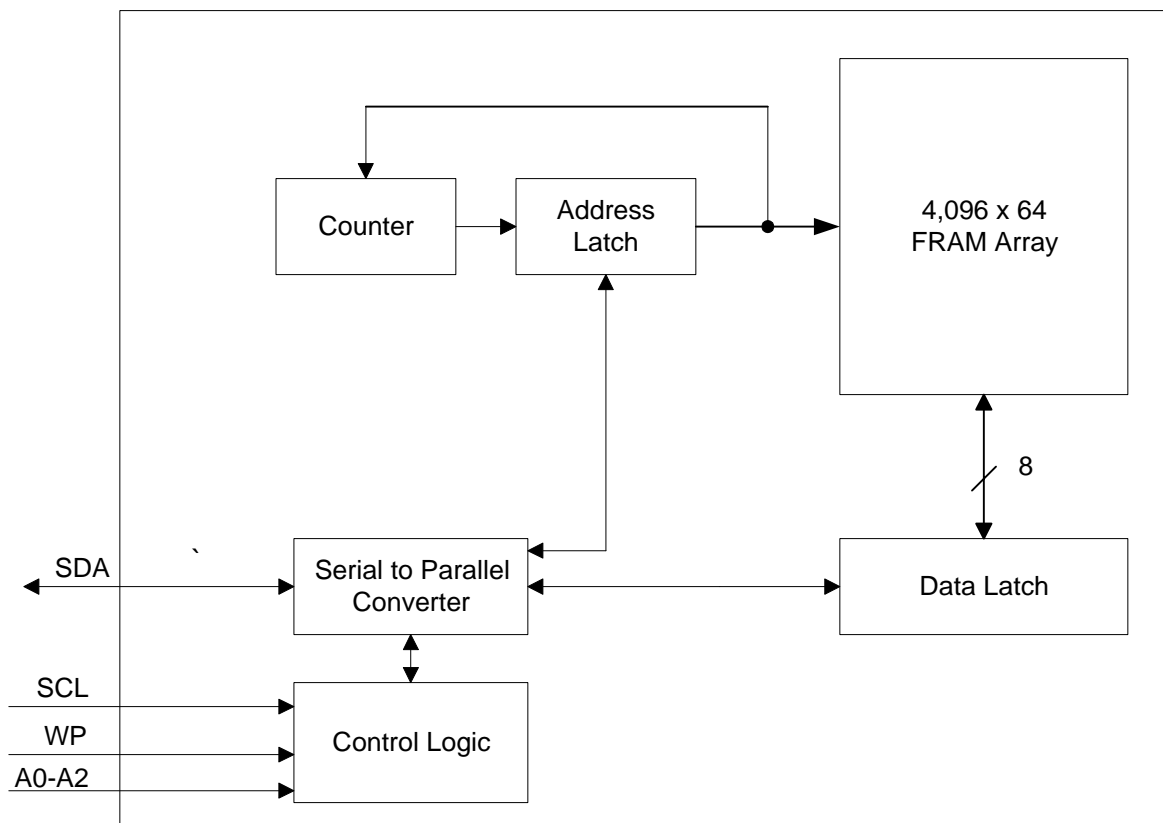 Counter
Address
Latch
4,096 x 64
FRAM Array
8
SDA
`
Serial to Parallel
Converter
Data Latch
SCL
WP
A0-A2
Control Logic